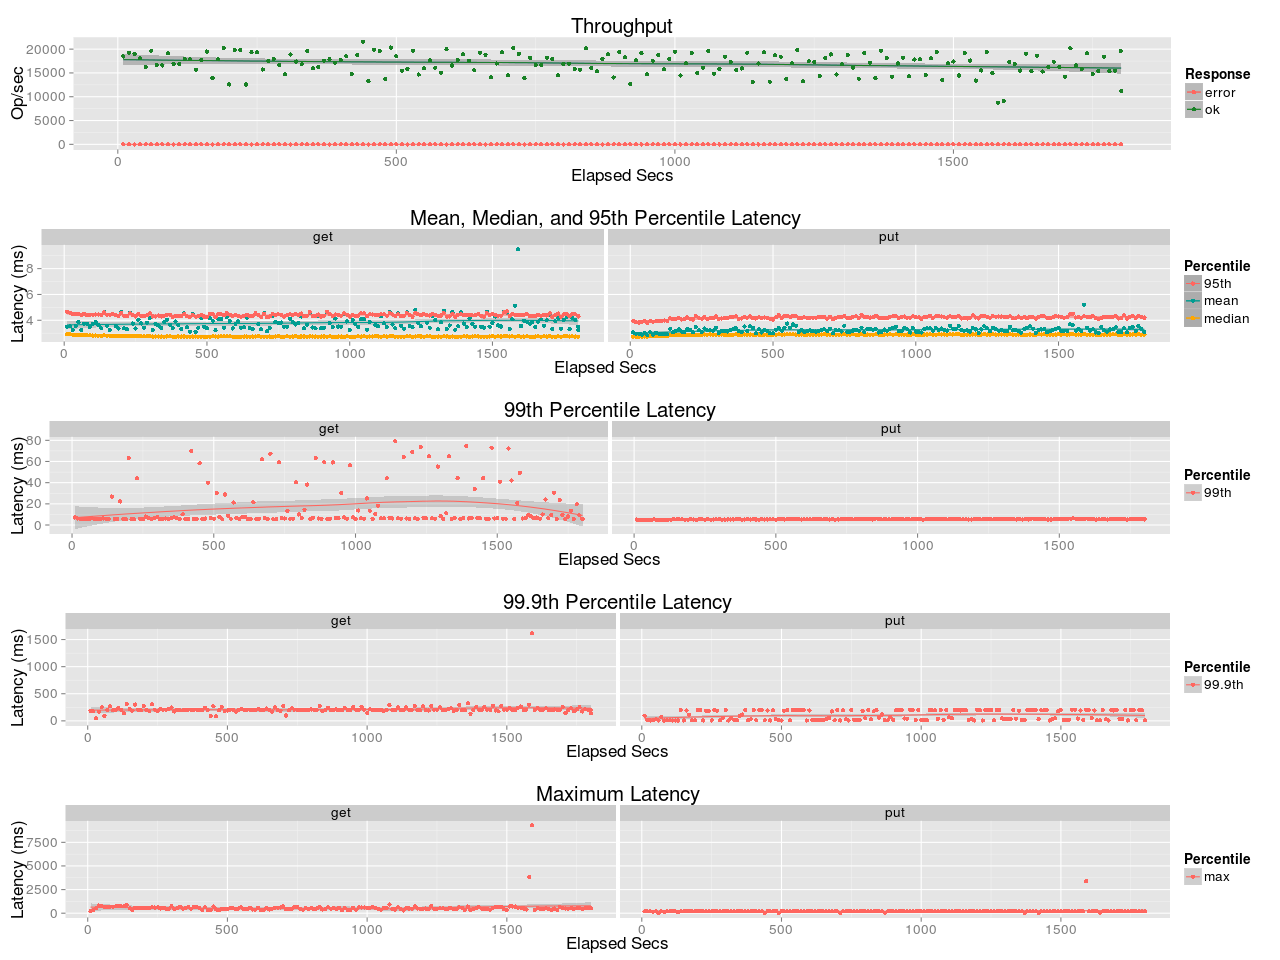 Throughput
Op/sec
20000
15000
10000
5000
0
0 500 1000 1500
Elapsed Secs
Response
error
ok
Mean, Median, and 95th Percentile Latency
get put
Latency (ms)
8
6
4
0 500 1000 1500 0 500 1000 1500
Elapsed Secs
Percentile
95th
mean
median
99th Percentile Latency
get put
Latency (ms)
80
60
40
20
0
0 500 1000 1500 0 500 1000 1500
Elapsed Secs
Percentile
99th
99.9th Percentile Latency
get put
Latency (ms)
1500
1000
500
0
0 500 1000 1500 0 500 1000 1500
Elapsed Secs
Percentile
99.9th
Maximum Latency
get put
Latency (ms)
7500
5000
2500
0
0 500 1000 1500 0 500 1000 1500
Elapsed Secs
Percentile
max